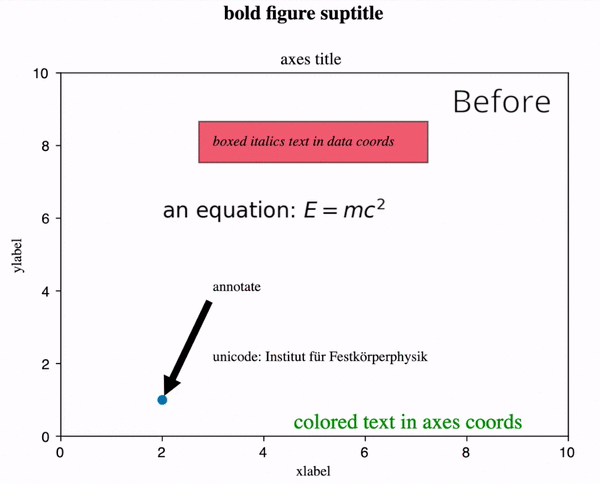 bold figure suptitle
axes title
10
Before
8
boxed italics text in data coords
an equation: E = mc²
6
ylabel
annotate
4
unicode: Institut für Festkörperphysik
2
colored text in axes coords
0
0 2 4 6 8 10
xlabel